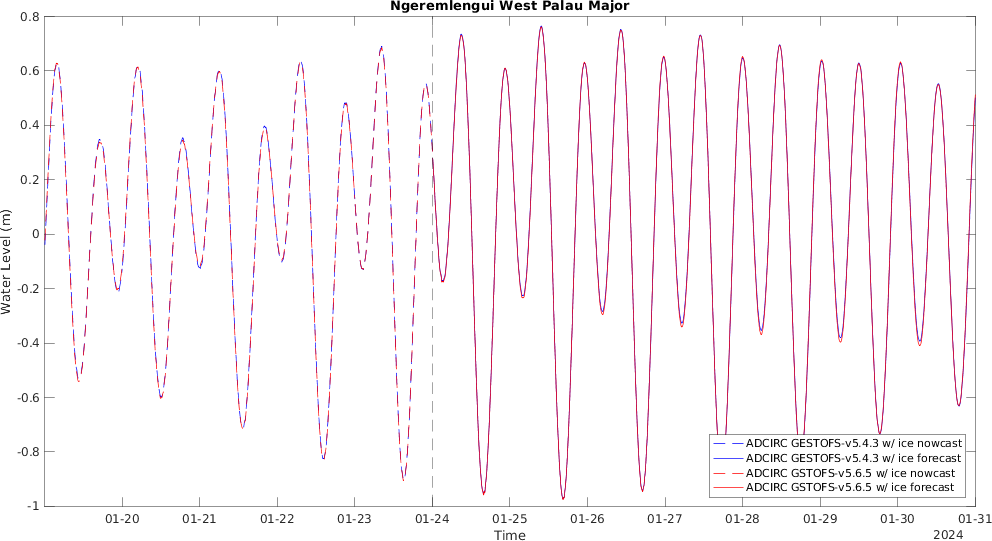 Ngeremlengui West Palau Major
0.8
0.6
0.4
0.2
0
-0.2
-0.4
-0.6
-0.8
-1
Water Level (m)
01-20 01-21 01-22 01-23 01-24 01-25 01-26 01-27 01-28 01-29 01-30 01-31
Time
2024
ADCIRC GESTOFS-v5.4.3 w/ ice nowcast
ADCIRC GESTOFS-v5.4.3 w/ ice forecast
ADCIRC GSTOFS-v5.6.5 w/ ice nowcast
ADCIRC GSTOFS-v5.6.5 w/ ice forecast